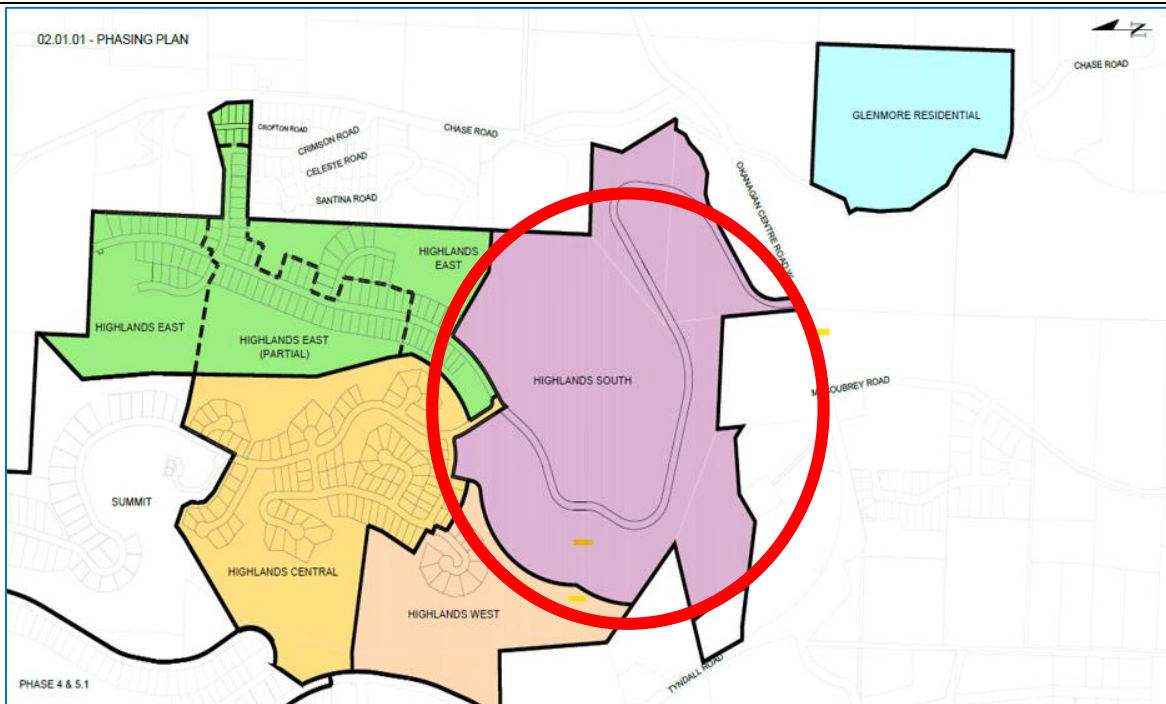 02.01.01 - PHASING PLAN
N
CHASE ROAD
GLENMORE RESIDENTIAL
CROFTON ROAD
CRIMSON ROAD
CHASE ROAD
CELESTE ROAD
SANTINA ROAD
OKANAGAN CENTRE ROAD W.
HIGHLANDS
EAST
HIGHLANDS EAST
HIGHLANDS EAST
(PARTIAL)
HIGHLANDS SOUTH
ROAD
SUMMIT
HIGHLANDS CENTRAL
HIGHLANDS WEST
TYNDALL ROAD
PHASE 4 & 5.1